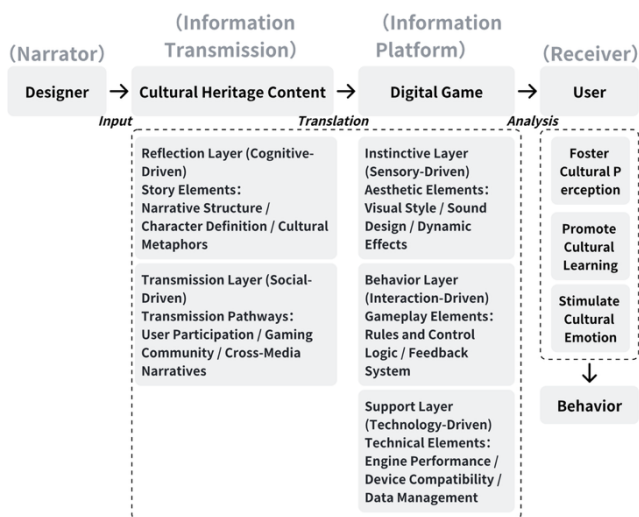 (Narrator)
(Information
Transmission)
(Information
Platform)
(Receiver)
Designer
Cultural Heritage Content
Digital Game
User
Input
Translation
Analysis
Reflection Layer (Cognitive-
Driven)
Story Elements:
Narrative Structure /
Character Definition / Cultural
Metaphors
Transmission Layer (Social-
Driven)
Transmission Pathways:
User Participation / Gaming
Community / Cross-Media
Narratives
Instinctive Layer
(Sensory-Driven)
Aesthetic Elements:
Visual Style / Sound
Design / Dynamic
Effects
Behavior Layer
(Interaction-Driven)
Gameplay Elements:
Rules and Control
Logic / Feedback
System
Support Layer
(Technology-Driven)
Technical Elements:
Engine Performance /
Device Compatibility /
Data Management
Foster
Cultural P
erception
Promote
Cultural
Learning
Stimulate
Cultural
Emotion
Behavior